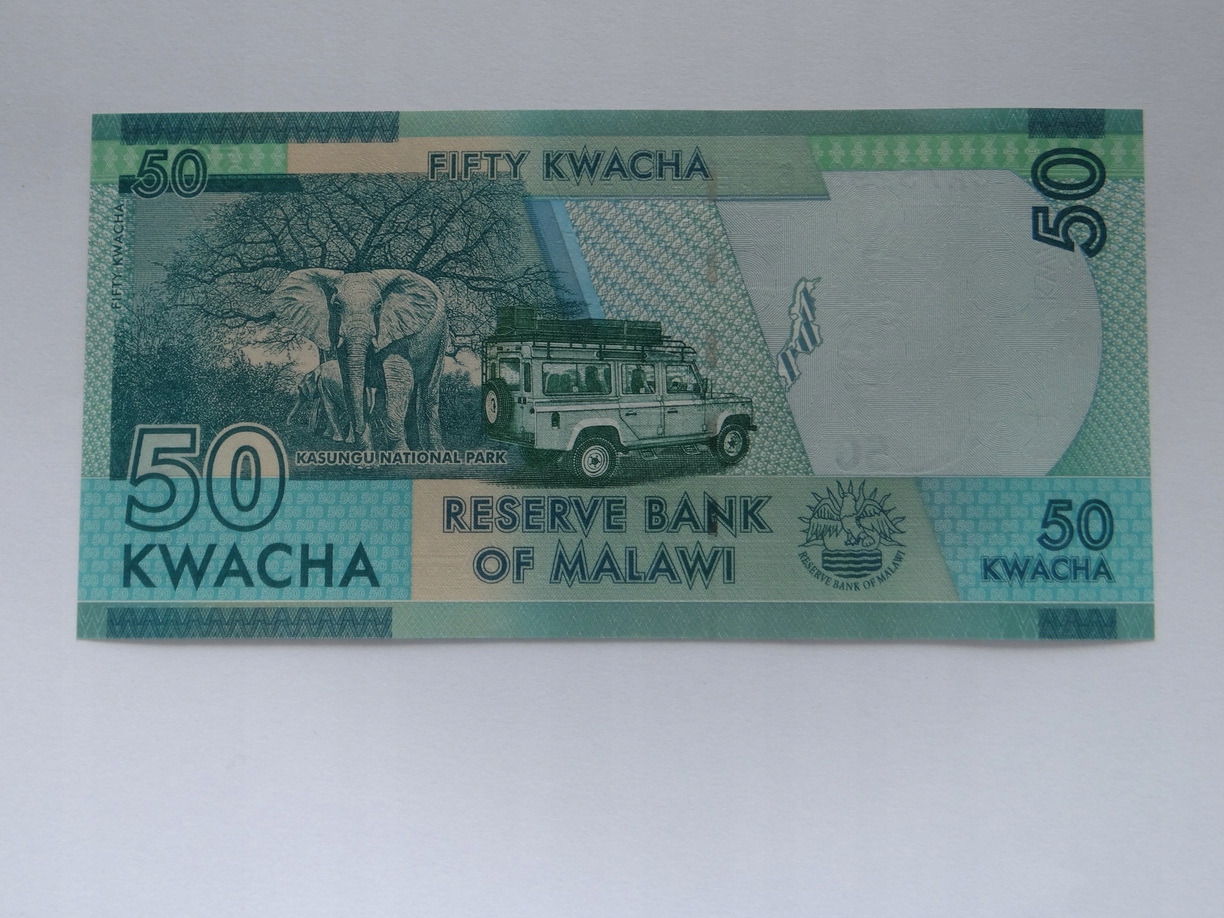 50
FIFTY KWACHA
50
FIFTY KWACHA
KASUNGU NATIONAL PARK
50
KWACHA
RESERVE BANK
OF MALAWI
RESERVE BANK OF MALAWI
50
KWACHA